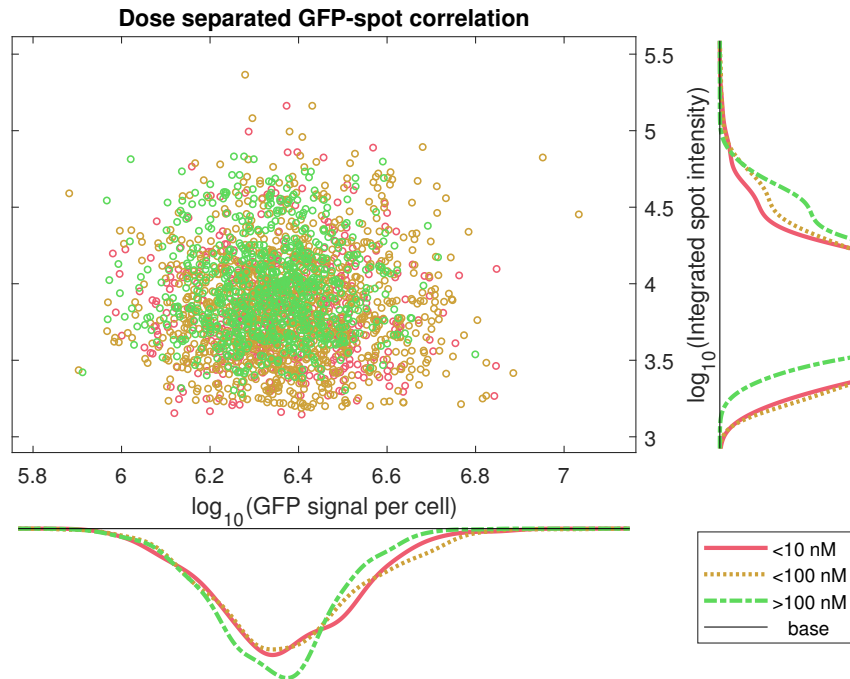 Dose separated GFP-spot correlation
5.5
5
4.5
4
3.5
3
log10(Integrated spot intensity)
5.8 6 6.2 6.4 6.6 6.8 7
log10(GFP signal per cell)
<10 nM
<100 nM
>100 nM
base